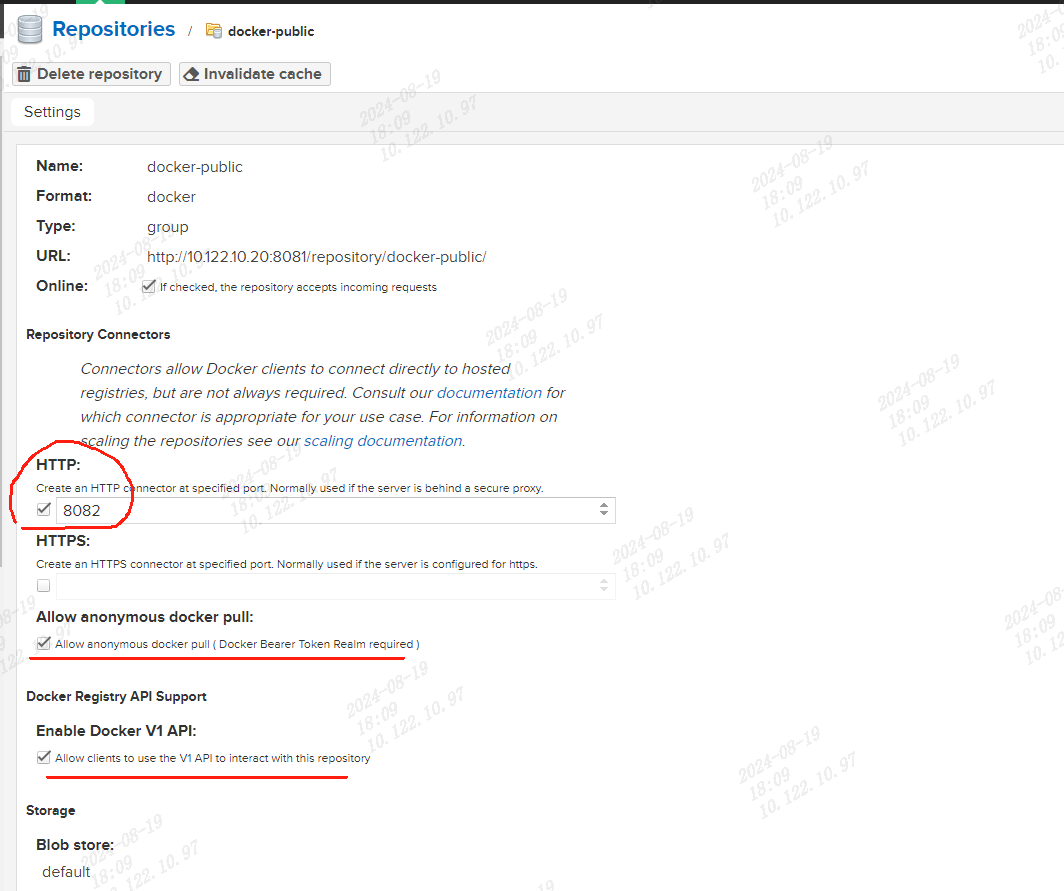 Repositories / docker-public
Delete repository Invalidate cache
Settings
Name: docker-public
Format: docker
Type: group
URL: http://10.122.10.20:8081/repository/docker-public/
Online: If checked, the repository accepts incoming requests
Repository Connectors
Connectors allow Docker clients to connect directly to hosted
registries, but are not always required. Consult our documentation for
which connector is appropriate for your use case. For information on
scaling the repositories see our scaling documentation.
HTTP:
Create an HTTP connector at specified port. Normally used if the server is behind a secure proxy.
8082
HTTPS:
Create an HTTPS connector at specified port. Normally used if the server is configured for https.
Allow anonymous docker pull:
Allow anonymous docker pull ( Docker Bearer Token Realm required )
Docker Registry API Support
Enable Docker V1 API:
Allow clients to use the V1 API to interact with this repository
Storage
Blob store:
default
2024-08-19
18:09
10.122.10.97